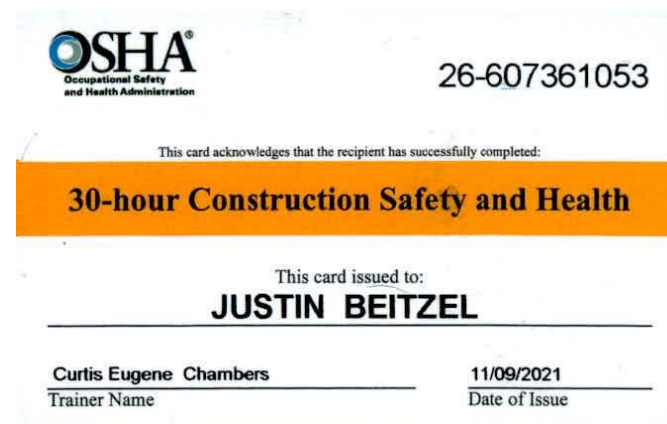 OSHA®
Occupational Safety
and Health Administration
26-607361053
This card acknowledges that the recipient has successfully completed:
30-hour Construction Safety and Health
This card issued to:
JUSTIN BEITZEL
Curtis Eugene Chambers
11/09/2021
Trainer Name
Date of Issue